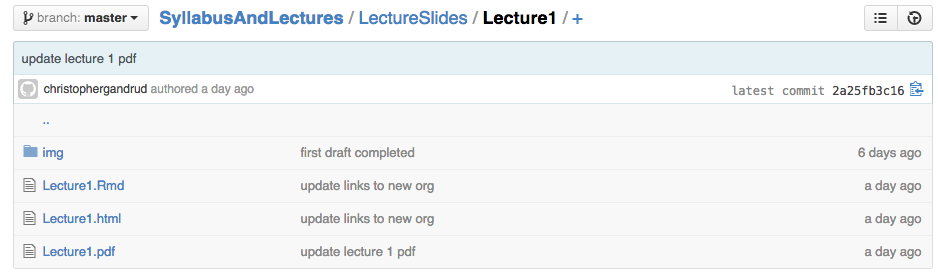 branch: master SyllabusAndLectures / LectureSlides / Lecture1 / +
update lecture 1 pdf
christophergandrud authored a day ago latest commit 2a25fb3c16
..
img first draft completed 6 days ago
Lecture1.Rmd update links to new org a day ago
Lecture1.html update links to new org a day ago
Lecture1.pdf update lecture 1 pdf a day ago